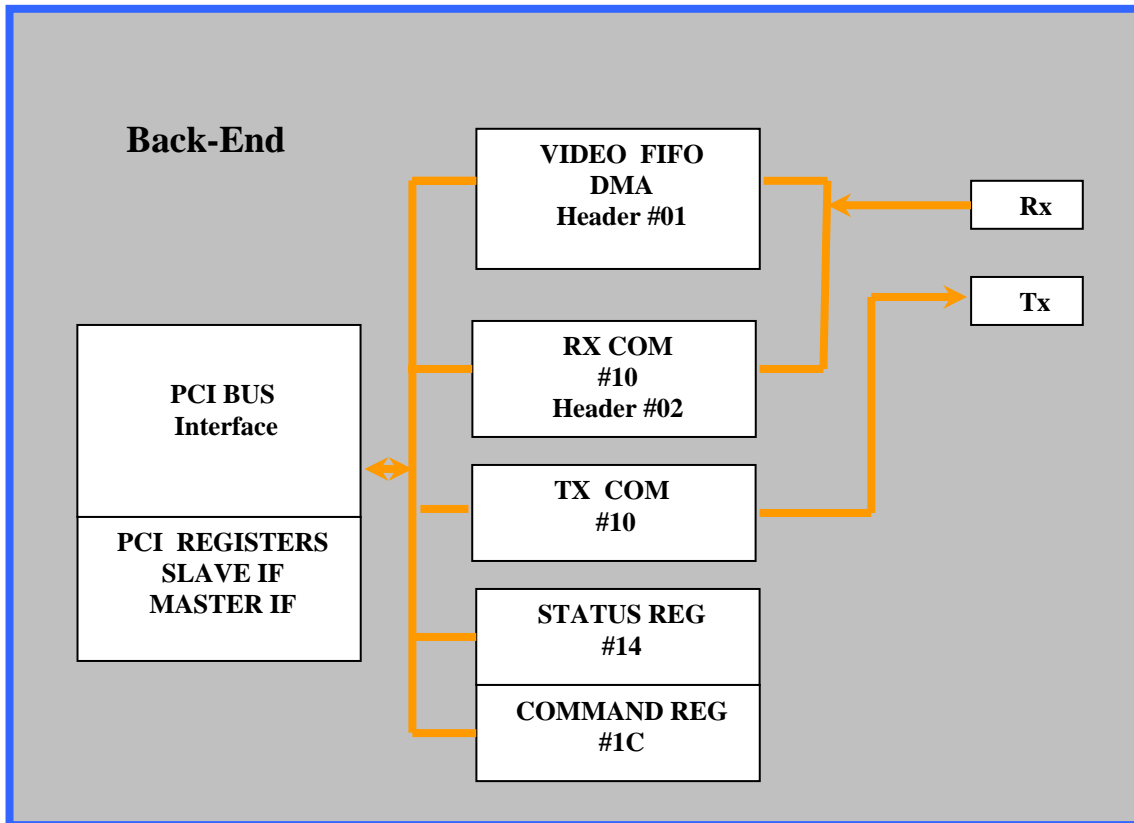 Back-End
VIDEO FIFO
DMA
Header #01
Rx
Tx
RX COM
#10
Header #02
PCI BUS
Interface
TX COM
#10
PCI REGISTERS
SLAVE IF
MASTER IF
STATUS REG
#14
COMMAND REG
#1C